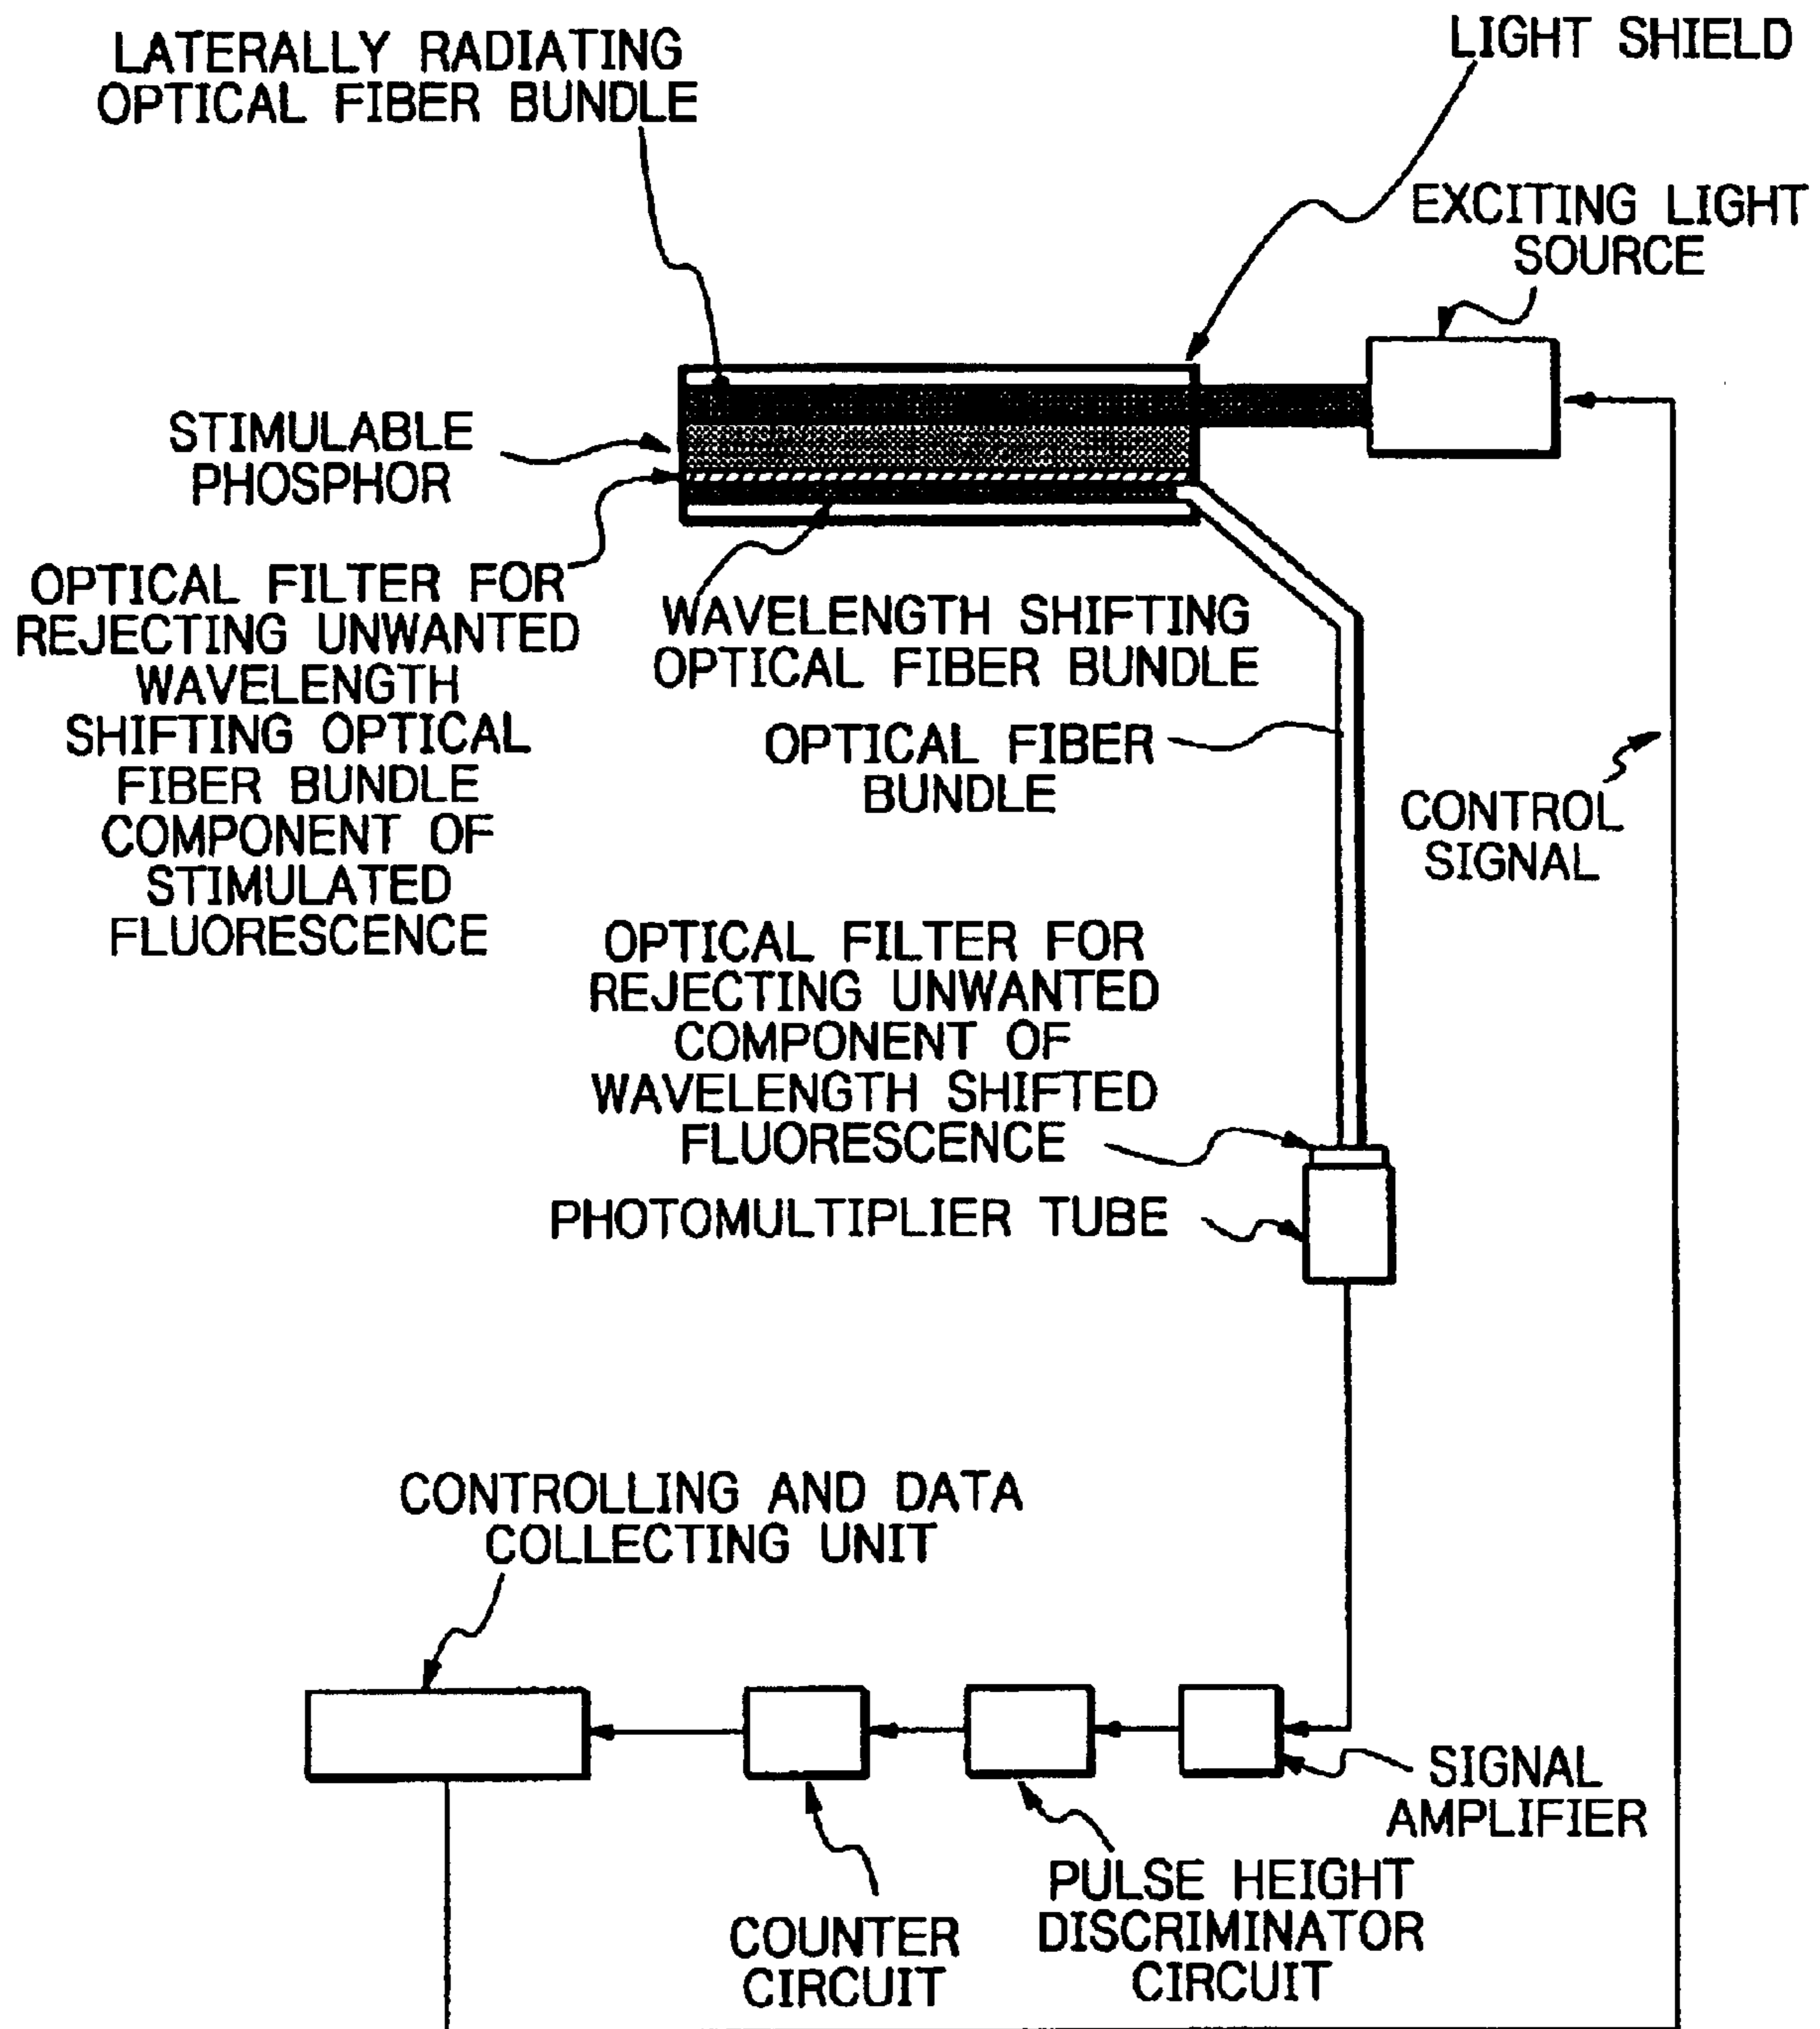 LATERALLY RADIATING
OPTICAL FIBER BUNDLE
LIGHT SHIELD
EXCITING LIGHT
SOURCE
STIMULABLE
PHOSPHOR
OPTICAL FILTER FOR
REJECTING UNWANTED
WAVELENGTH
SHIFTING OPTICAL
FIBER BUNDLE
COMPONENT OF
STIMULATED
FLUORESCENCE
WAVELENGTH SHIFTING
OPTICAL FIBER BUNDLE
OPTICAL FIBER
BUNDLE
CONTROL
SIGNAL
OPTICAL FILTER FOR
REJECTING UNWANTED
COMPONENT OF
WAVELENGTH SHIFTED
FLUORESCENCE
PHOTOMULTIPLIER TUBE
CONTROLLING AND DATA
COLLECTING UNIT
SIGNAL
AMPLIFIER
PULSE HEIGHT
DISCRIMINATOR
CIRCUIT
COUNTER
CIRCUIT